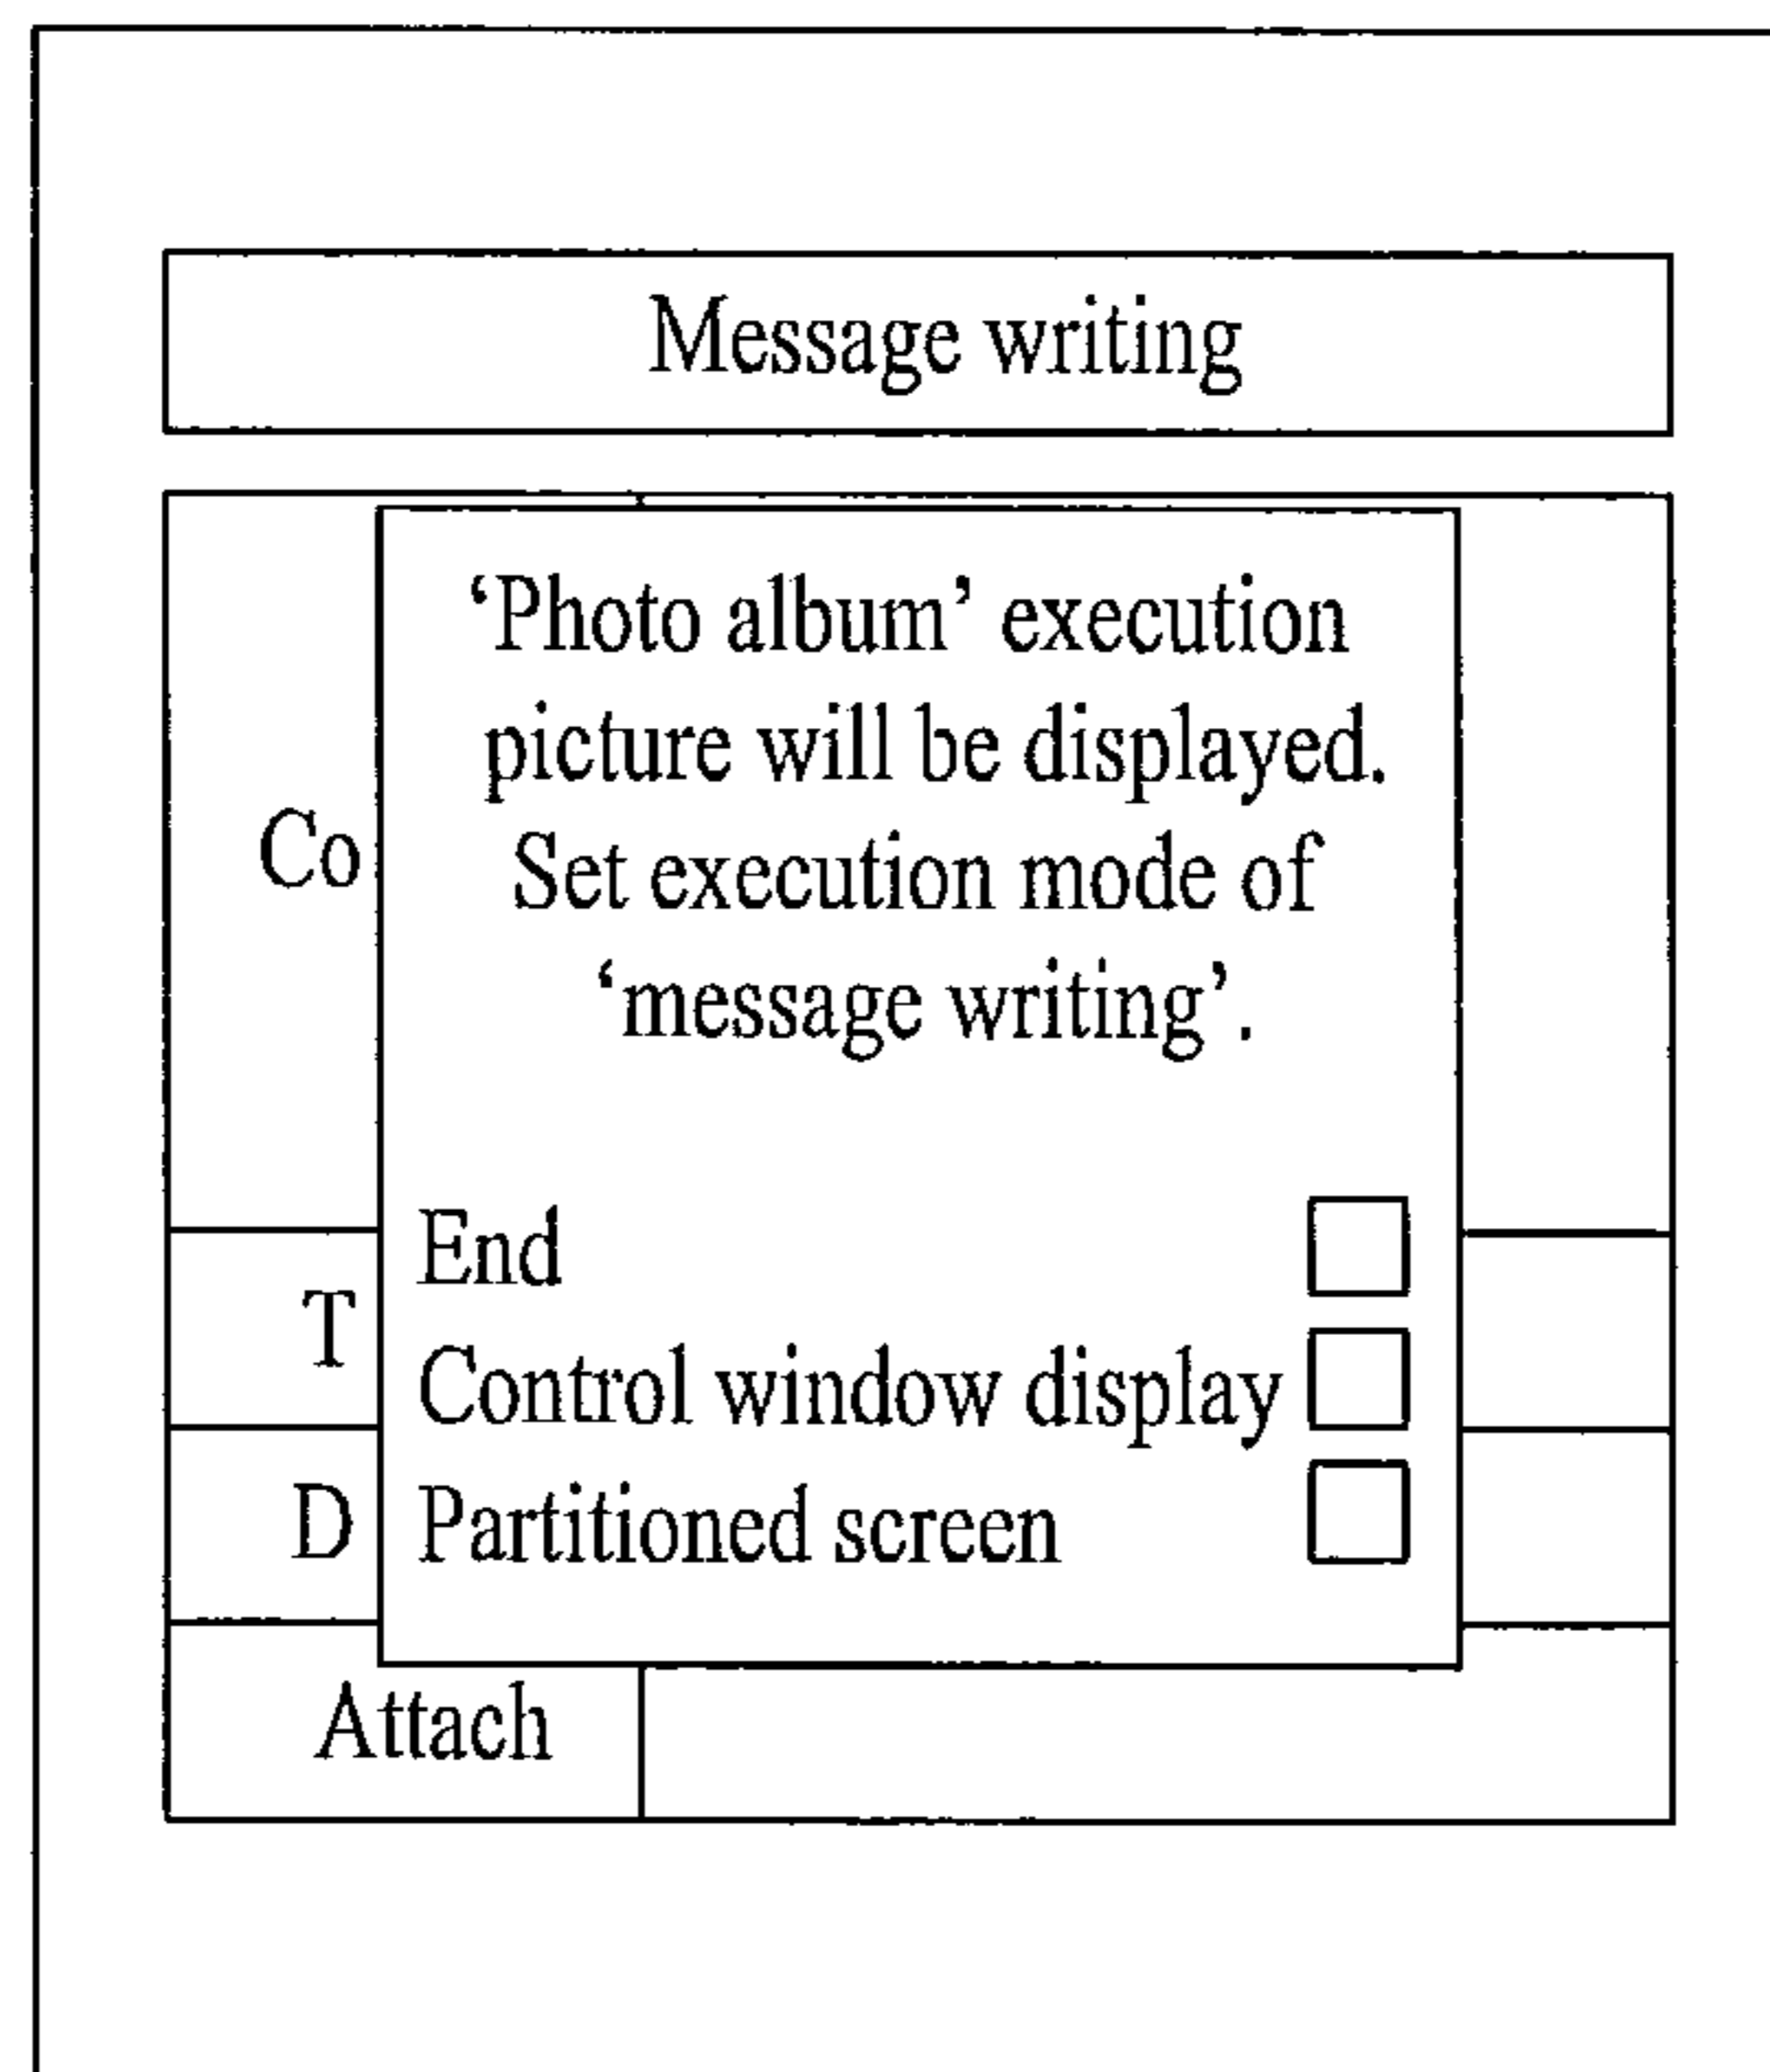 Message writing
‘Photo album’ execution
picture will be displayed.
Set execution mode of
‘message writing’.
Co
End
T
Control window display
D
Partitioned screen
Attach